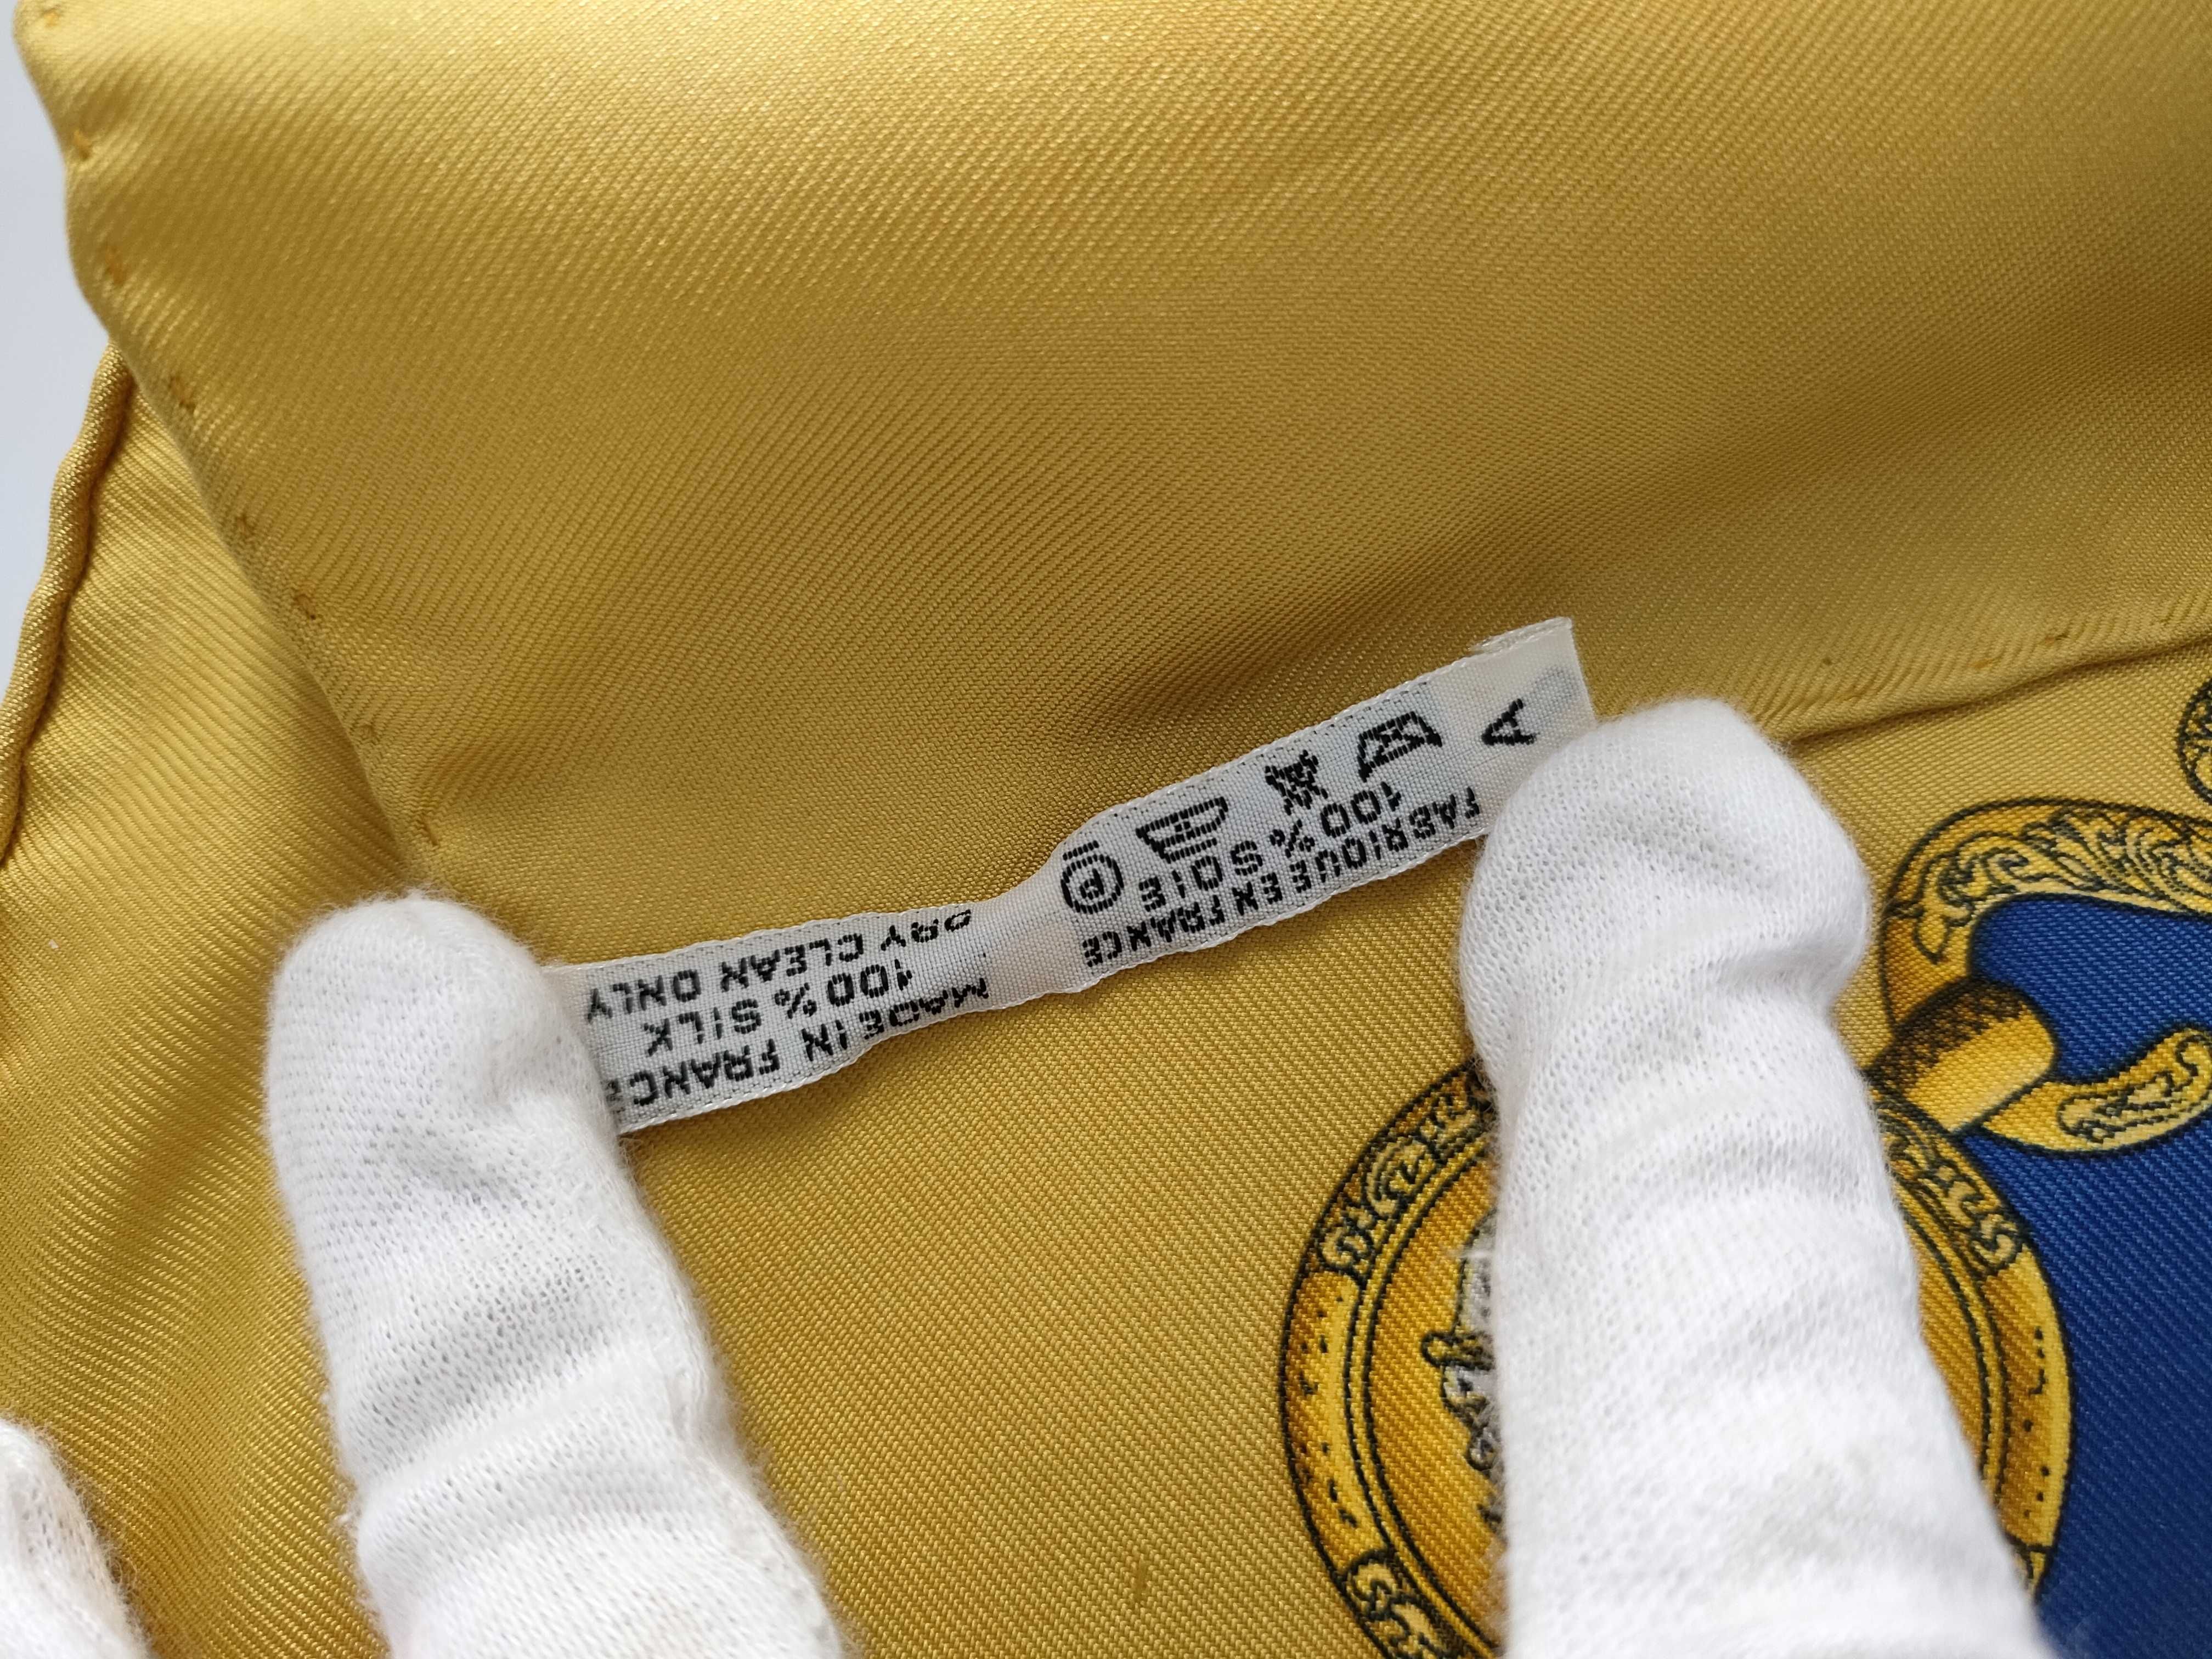 A
FABRIQUE EN FRANCE
100% SOIE
P
MADE IN FRANCE
100% SILK
DRY CLEAN ONLY